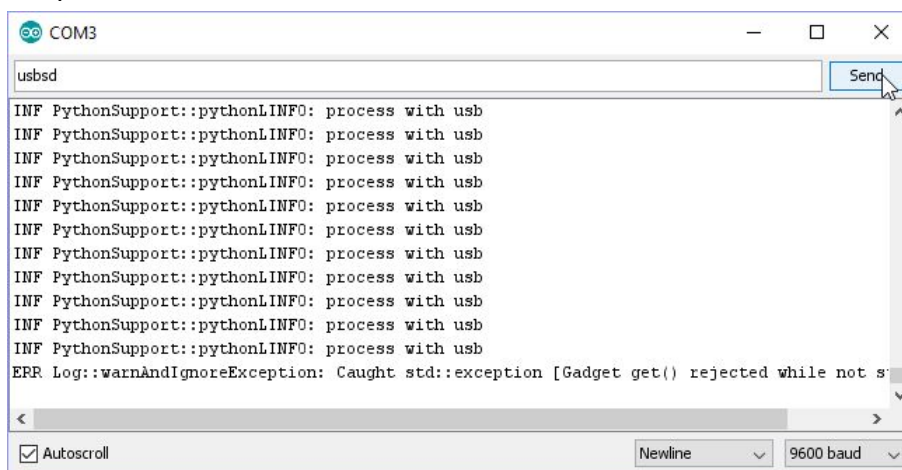 COM3
usbsd Send
INF PythonSupport::pythonLINFO: process with usb
INF PythonSupport::pythonLINFO: process with usb
INF PythonSupport::pythonLINFO: process with usb
INF PythonSupport::pythonLINFO: process with usb
INF PythonSupport::pythonLINFO: process with usb
INF PythonSupport::pythonLINFO: process with usb
INF PythonSupport::pythonLINFO: process with usb
INF PythonSupport::pythonLINFO: process with usb
INF PythonSupport::pythonLINFO: process with usb
INF PythonSupport::pythonLINFO: process with usb
INF PythonSupport::pythonLINFO: process with usb
ERR Log::warnAndIgnoreException: Caught std::exception [Gadget get() rejected while not
Autoscroll Newline 9600 baud